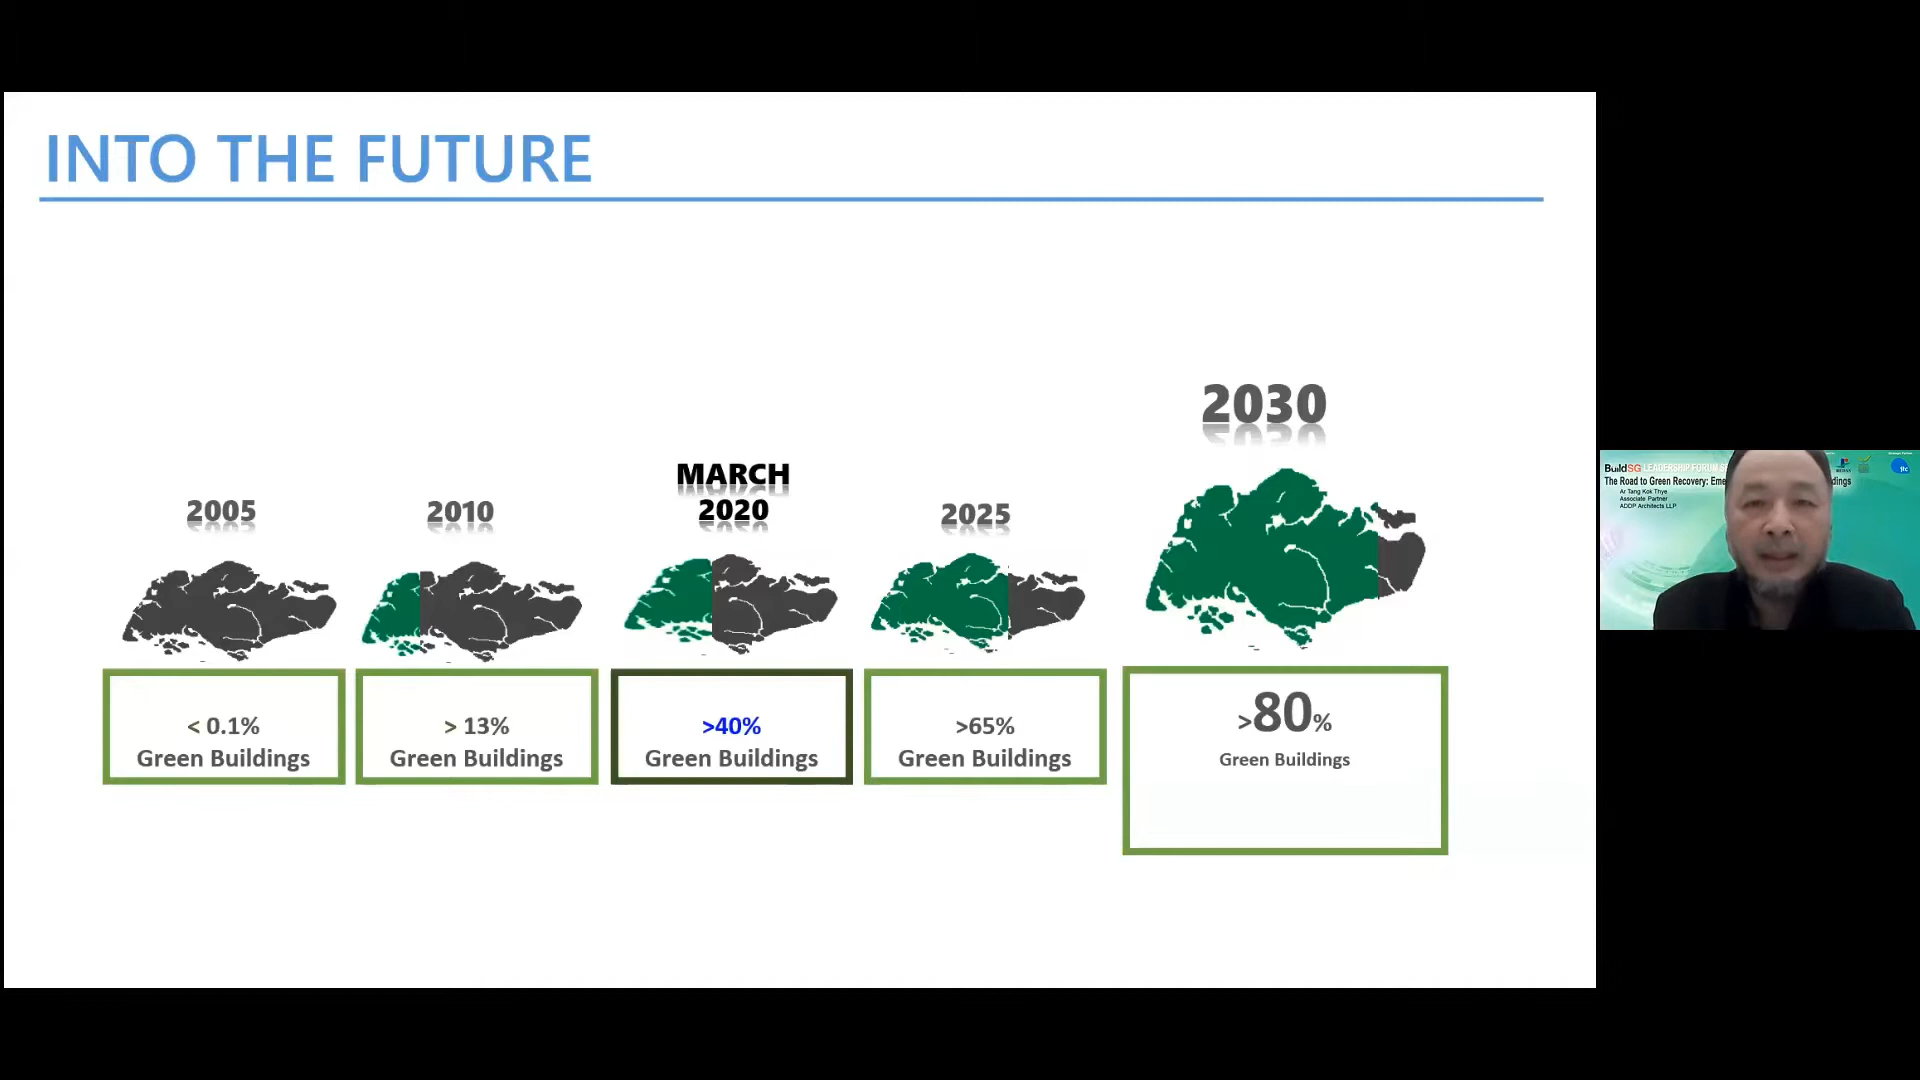 INTO THE FUTURE
2005
2010
MARCH
2020
2025
2030
< 0.1%
Green Buildings
> 13%
Green Buildings
>40%
Green Buildings
>65%
Green Buildings
>80%
Green Buildings
BuildSG LEADERSHIP FORUM
The Road to Green Recovery: Eme
dings
Ar Tang Kok Thye
Associate Partner
ADDP Architects LLP
jtc